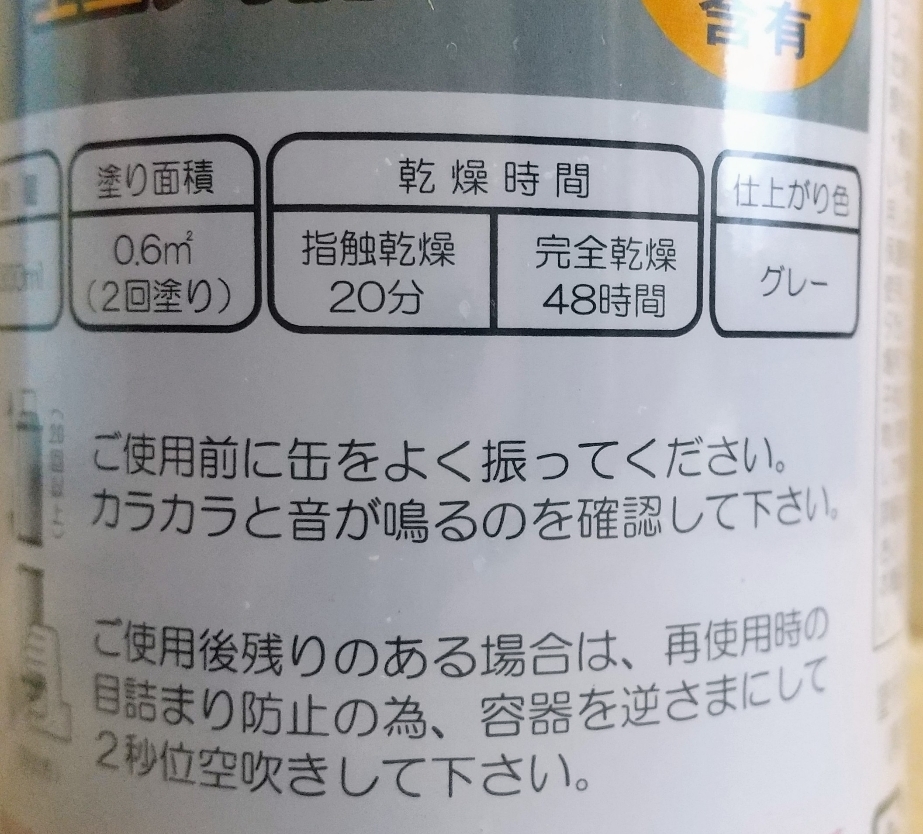 含有
塗り面積
乾燥時間
仕上がり色
0.6㎡
(2回塗り)
指触乾燥
20分
完全乾燥
48時間
グレー
ご使用前に缶をよく振ってください。
カラカラと音が鳴るのを確認して下さい。
ご使用後残りのある場合は、再使用時の
目詰まり防止の為、容器を逆さまにして
2秒位空吹きして下さい。